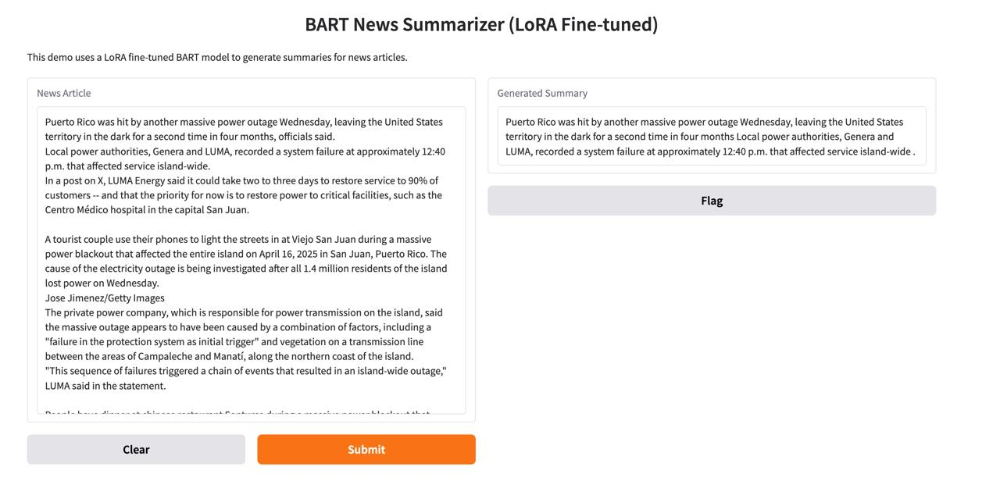 BART News Summarizer (LoRA Fine-tuned)
This demo uses a LoRA fine-tuned BART model to generate summaries for news articles.
News Article
Puerto Rico was hit by another massive power outage Wednesday, leaving the United States
territory in the dark for a second time in four months, officials said.
Local power authorities, Genera and LUMA, recorded a system failure at approximately 12:40
p.m. that affected service island-wide.
In a post on X, LUMA Energy said it could take two to three days to restore service to 90% of
customers -- and that the priority for now is to restore power to critical facilities, such as the
Centro Médico hospital in the capital San Juan.
A tourist couple use their phones to light the streets in at Viejo San Juan during a massive
power blackout that affected the entire island on April 16, 2025 in San Juan, Puerto Rico. The
cause of the electricity outage is being investigated after all 1.4 million residents of the island
lost power on Wednesday.
Jose Jimenez/Getty Images
The private power company, which is responsible for power transmission on the island, said
the massive outage appears to have been caused by a combination of factors, including a
"failure in the protection system as initial trigger" and vegetation on a transmission line
between the areas of Campaleche and Manatí, along the northern coast of the island.
"This sequence of failures triggered a chain of events that resulted in an island-wide outage,"
LUMA said in the statement.
People have dinner at chinese restaurant Santurce during a massive power blackout that
Clear
Submit
Generated Summary
Puerto Rico was hit by another massive power outage Wednesday, leaving the United States
territory in the dark for a second time in four months Local power authorities, Genera and
LUMA, recorded a system failure at approximately 12:40 p.m. that affected service island-wide .
Flag